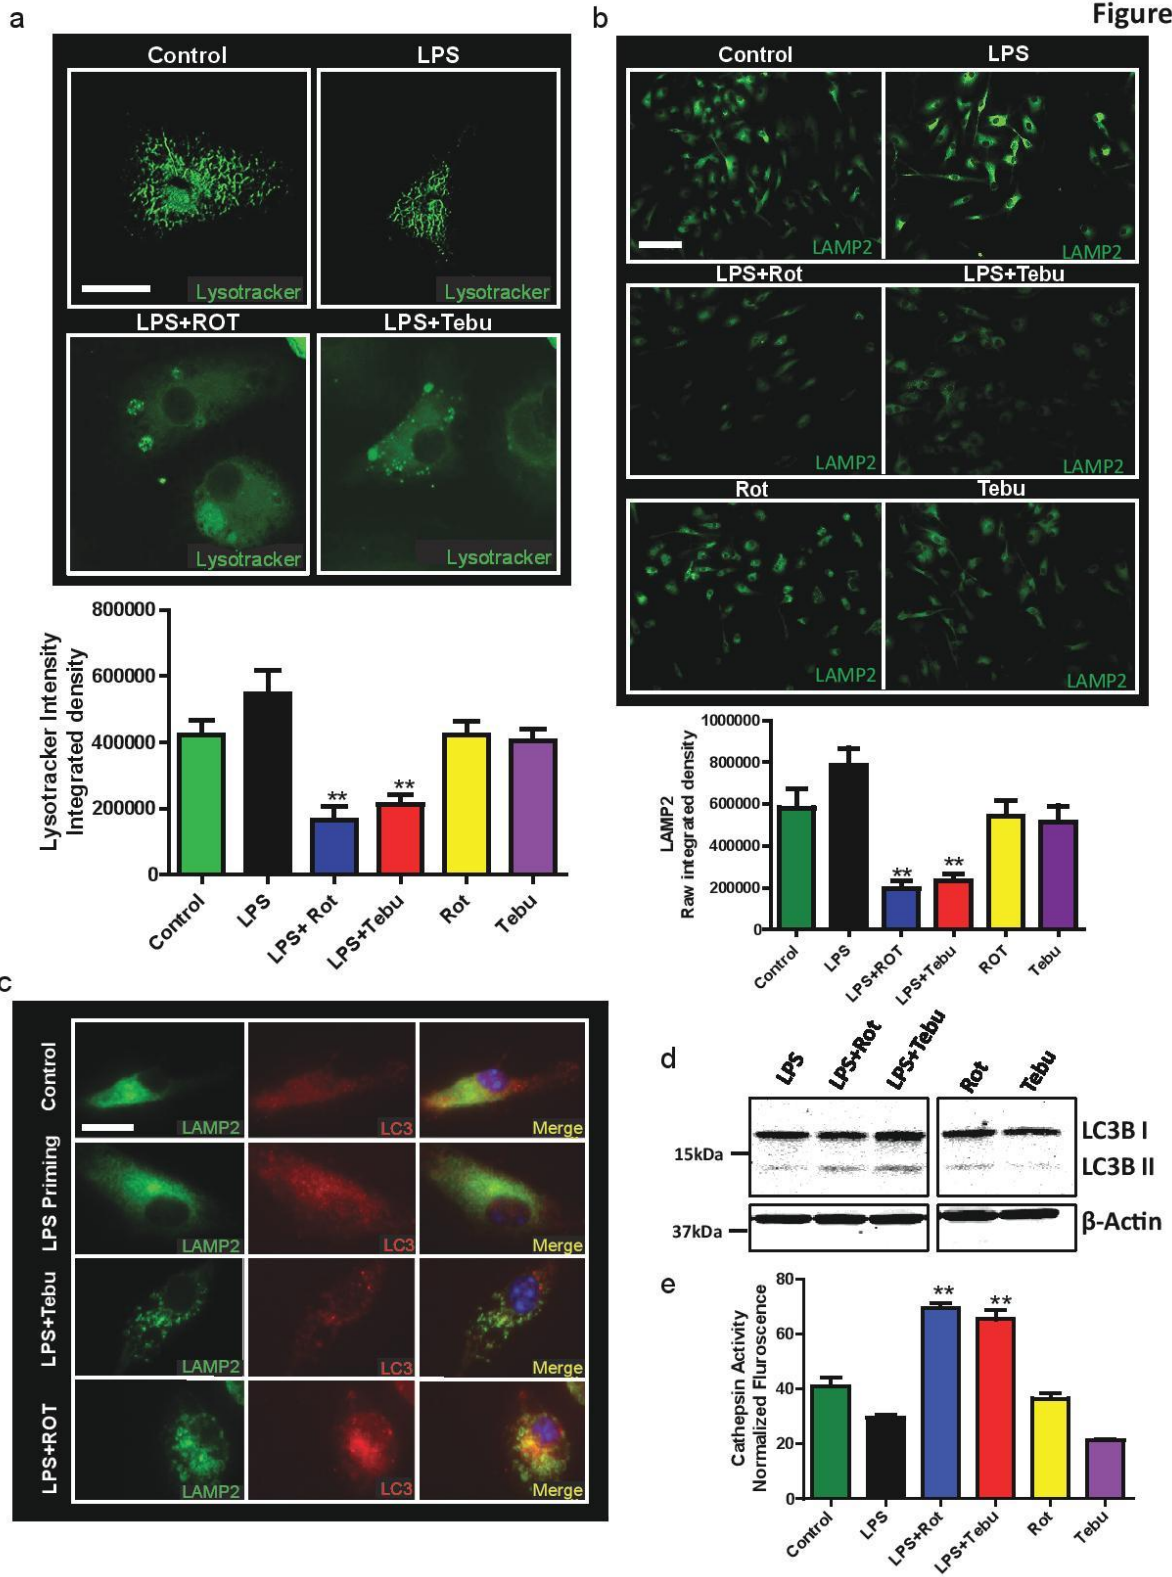 Figure
a
Control
LPS
Lysotracker
Lysotracker
LPS+ROT
LPS+Tebu
Lysotracker
Lysotracker
Lysotracker Intensity
Integrated density
800000
600000
400000
200000
0
**
**
Control
LPS
LPS+ Rot
LPS+Tebu
Rot
Tebu
b
Control
LPS
LAMP2
LAMP2
LPS+Rot
LPS+Tebu
LAMP2
LAMP2
Rot
Tebu
LAMP2
LAMP2
LAMP2
Raw integrated density
1000000
800000
600000
400000
200000
0
**
**
Control
LPS
LPS+ROT
LPS+Tebu
ROT
Tebu
c
Control
LAMP2
LC3
Merge
LPS Priming
LAMP2
LC3
Merge
LPS+Tebu
LAMP2
LC3
Merge
LPS+ROT
LAMP2
LC3
Merge
d
LPS
LPS+Rot
LPS+Tebu
Rot
Tebu
15kDa
37kDa
LC3B I
LC3B II
β-Actin
e
Cathepsin Activity
Normalized Fluroscence
80
60
40
20
0
**
**
Control
LPS
LPS+Rot
LPS+Tebu
Rot
Tebu